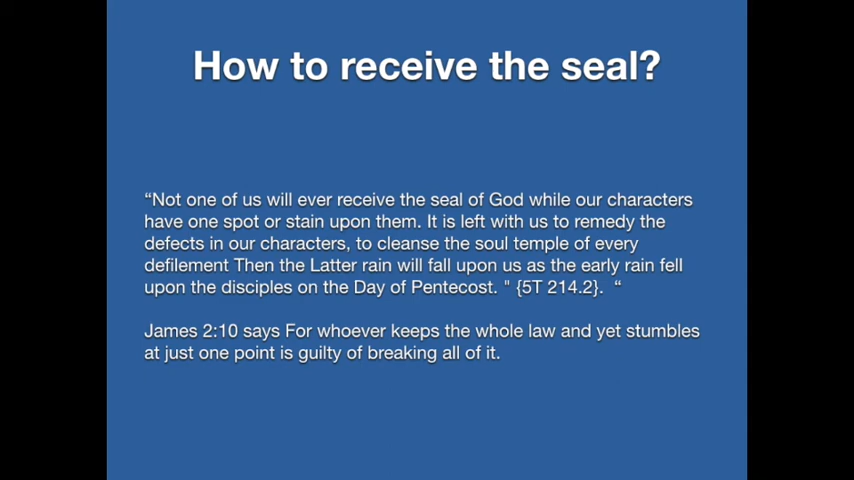 How to receive the seal?
“Not one of us will ever receive the seal of God while our characters
have one spot or stain upon them. It is left with us to remedy the
defects in our characters, to cleanse the soul temple of every
defilement Then the Latter rain will fall upon us as the early rain fell
upon the disciples on the Day of Pentecost. " {5T 214.2}.  “
James 2:10 says For whoever keeps the whole law and yet stumbles
at just one point is guilty of breaking all of it.